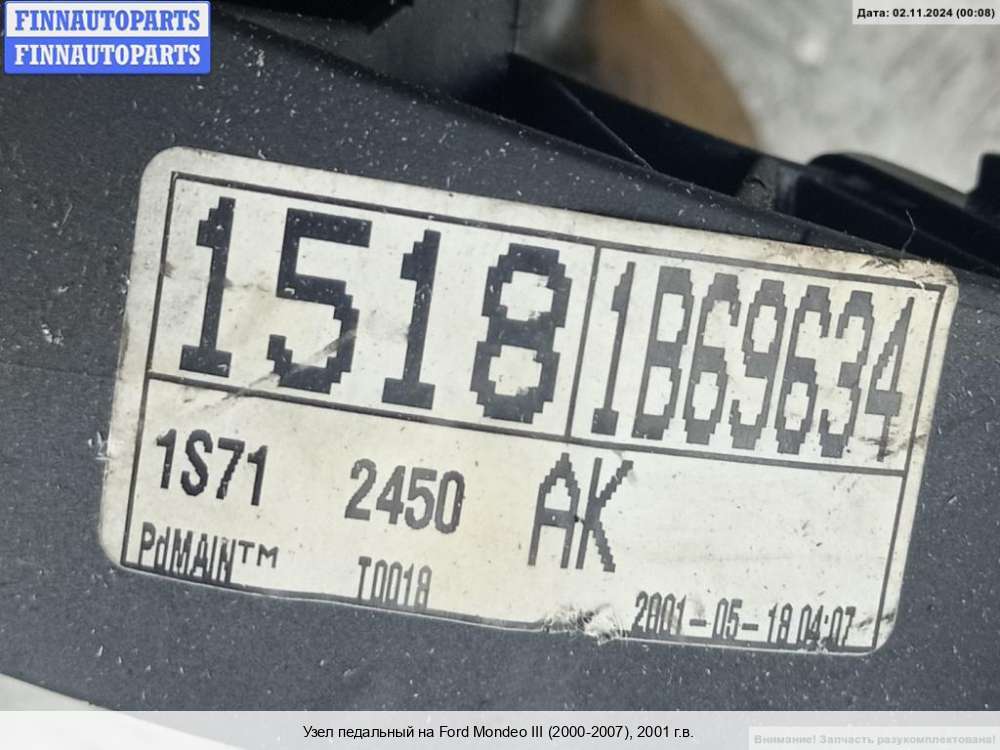 FINNAUTOPARTS
FINNAUTOPARTS
Дата: 02.11.2024 (00:08)
1518 1B69634
1S71 2450 AK
PdMAIN™ T0018 2001-05-18 04:07
Узел педальный на Ford Mondeo III (2000-2007), 2001 г.в.
Внимание! Запчасть разукомплектована!